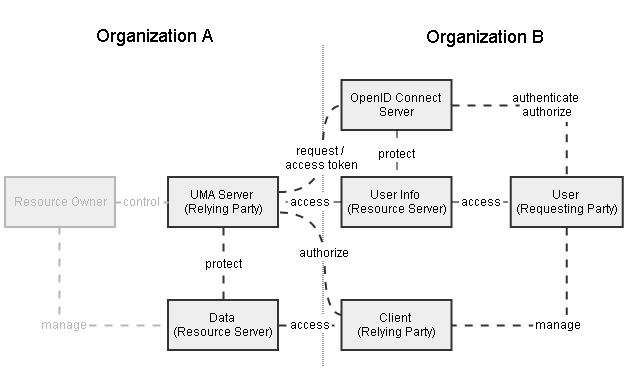 Organization A
Organization B
OpenID Connect
Server
authenticate
authorize
request /
access token
protect
Resource Owner
control
UMA Server
(Relying Party)
access
User Info
(Resource Server)
access
User
(Requesting Party)
protect
authorize
manage
Data
(Resource Server)
access
Client
(Relying Party)
manage